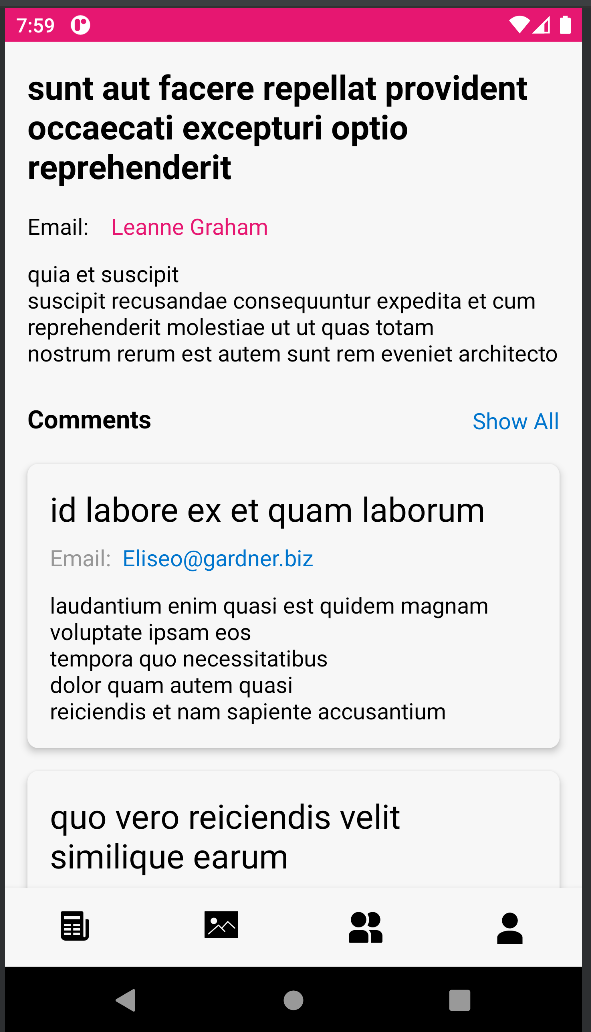 7:59
sunt aut facere repellat provident
occaecati excepturi optio
reprehenderit
Email: Leanne Graham
quia et suscipit
suscipit recusandae consequuntur expedita et cum
reprehenderit molestiae ut ut quas totam
nostrum rerum est autem sunt rem eveniet architecto
Comments Show All
id labore ex et quam laborum
Email: Eliseo@gardner.biz
laudantium enim quasi est quidem magnam
voluptate ipsam eos
tempora quo necessitatibus
dolor quam autem quasi
reiciendis et nam sapiente accusantium
quo vero reiciendis velit
similique earum